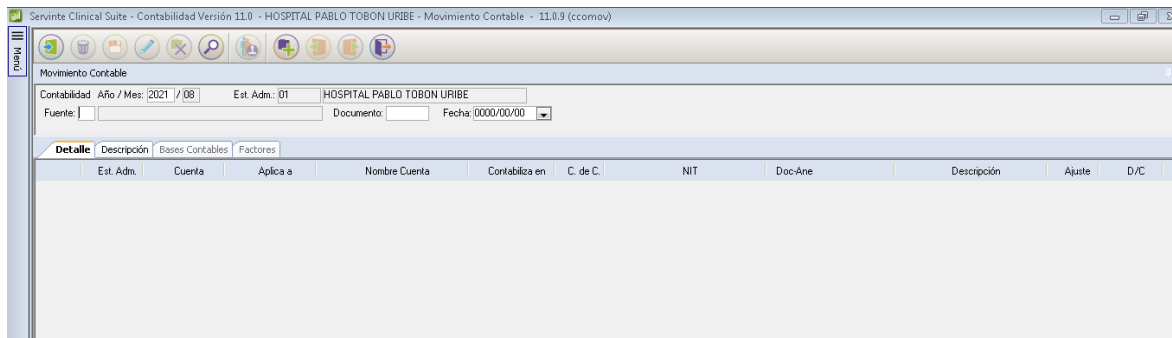 Servinte Clinical Suite - Contabilidad Versión 11.0 - HOSPITAL PABLO TOBON URIBE - Movimiento Contable - 11.0.9 (ccomov)
Menú
Movimiento Contable
Contabilidad Año / Mes: 2021 / 08 Est. Adm.: 01 HOSPITAL PABLO TOBON URIBE
Fuente: Documento: Fecha: 0000/00/00
Detalle Descripción Bases Contables Factores
Est. Adm. Cuenta Aplica a Nombre Cuenta Contabiliza en C. de C. NIT Doc-Ane Descripción Ajuste D/C